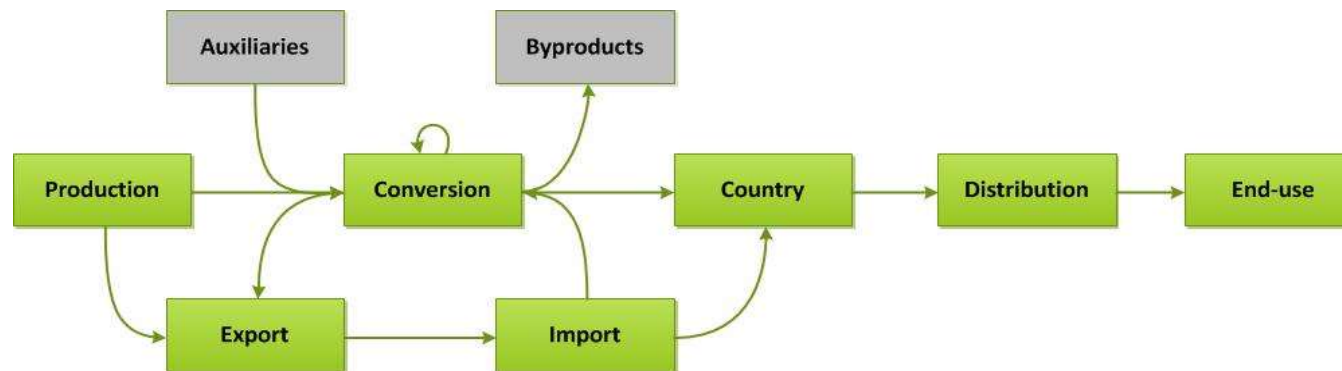 Auxiliaries
Byproducts
Production
Conversion
Country
Distribution
End-use
Export
Import